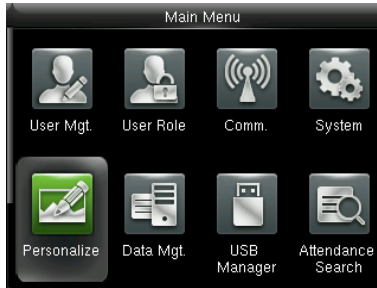 Main Menu
User Mgt.
User Role
Comm.
System
Personalize
Data Mgt.
USB
Manager
Attendance
Search